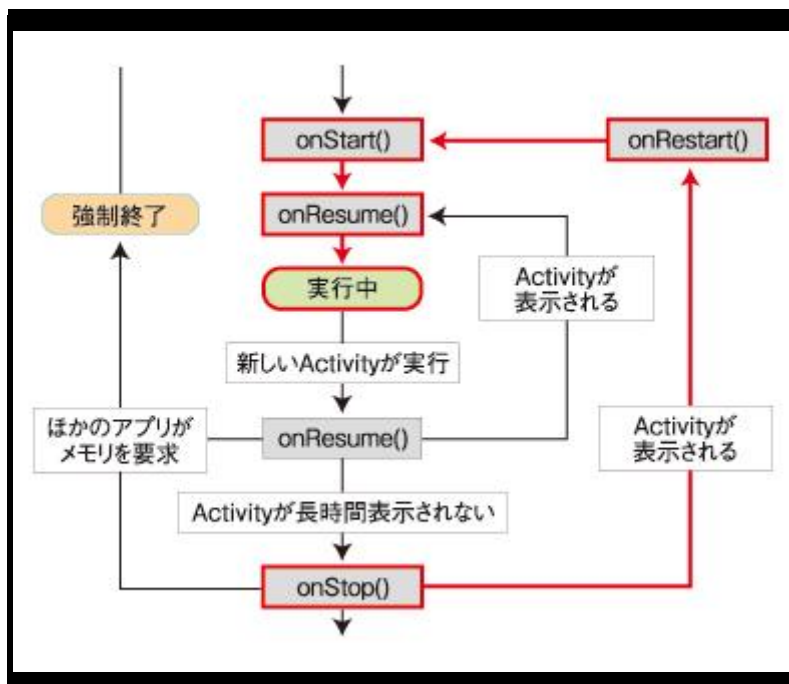 onStart()
onRestart()
強制終了
onResume()
Activityが
表示される
実行中
新しいActivityが実行
ほかのアプリが
メモリを要求
onResume()
Activityが
表示される
Activityが長時間表示されない
onStop()